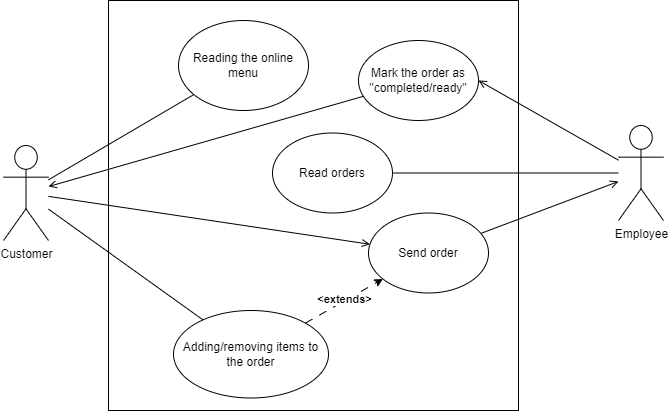 Reading the online
menu
Mark the order as
"completed/ready"
Read orders
Customer
Employee
Send order
<extends>
Adding/removing items to
the order